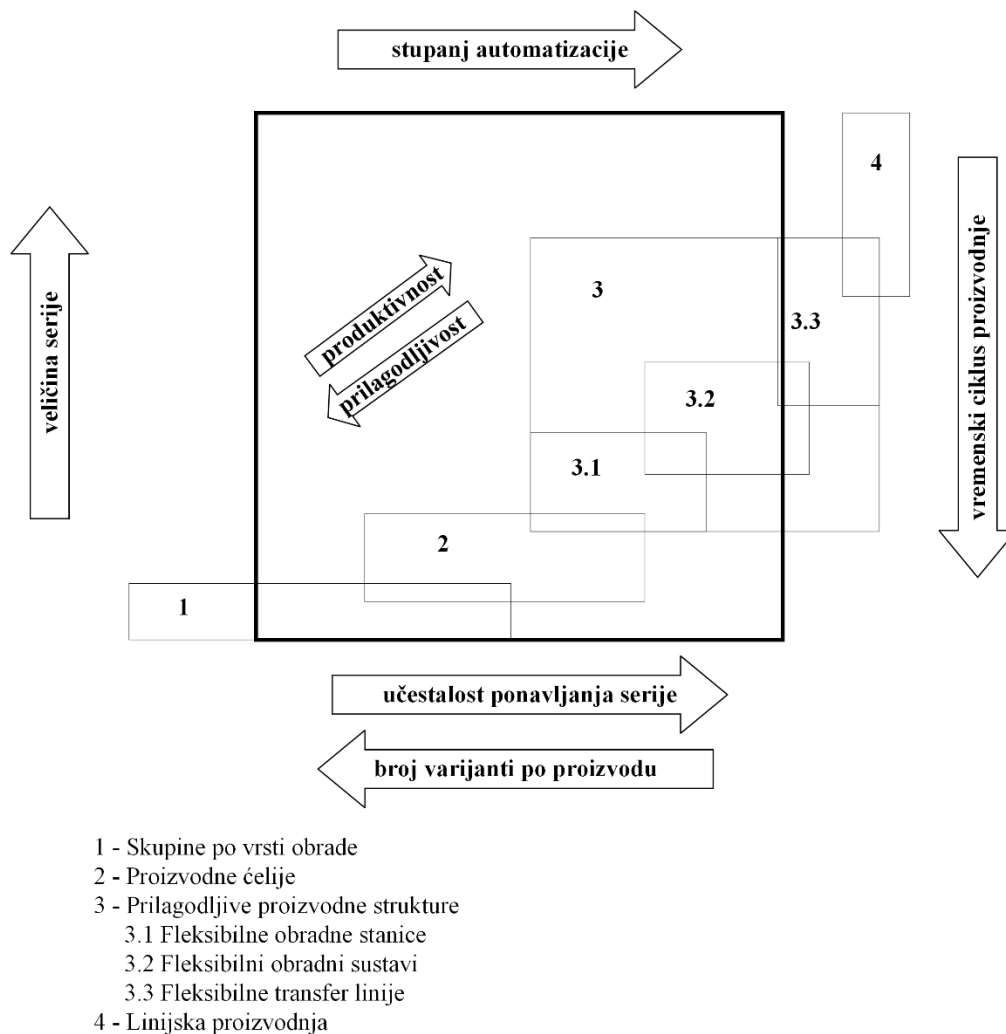 stupanj automatizacije
4
veličina serije
vremenski ciklus proizvodnje
produktivnost
prilagodljivost
3
3.3
3.2
3.1
2
1
učestalost ponavljanja serije
broj varijanti po proizvodu
1 - Skupine po vrsti obrade
2 - Proizvodne ćelije
3 - Prilagodljive proizvodne strukture
3.1 Fleksibilne obradne stanice
3.2 Fleksibilni obradni sustavi
3.3 Fleksibilne transfer linije
4 - Linijska proizvodnja